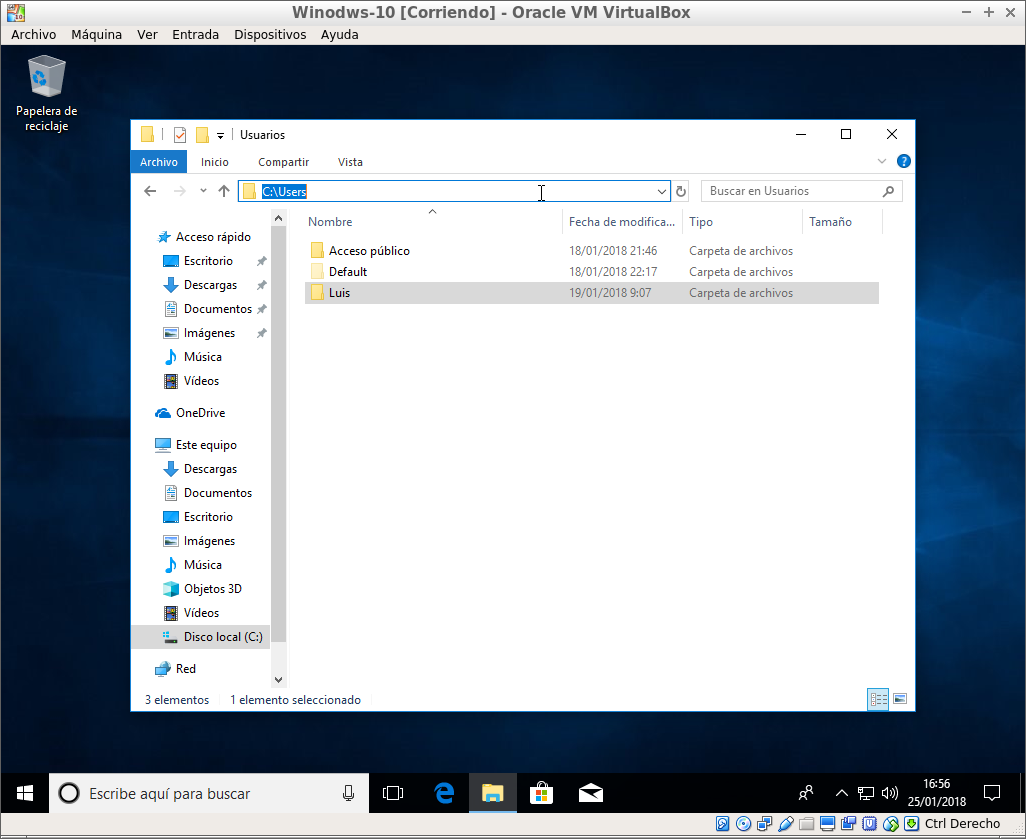 Winodws-10 [Corriendo] - Oracle VM VirtualBox
Archivo Máquina Ver Entrada Dispositivos Ayuda
Papelera de
reciclaje
Usuarios
Archivo Inicio Compartir Vista
C:\Users
Buscar en Usuarios
Nombre Fecha de modifica... Tipo Tamaño
Acceso público 18/01/2018 21:46 Carpeta de archivos
Default 18/01/2018 22:17 Carpeta de archivos
Luis 19/01/2018 9:07 Carpeta de archivos
Acceso rápido
Escritorio
Descargas
Documentos
Imágenes
Música
Vídeos
OneDrive
Este equipo
Descargas
Documentos
Escritorio
Imágenes
Música
Objetos 3D
Vídeos
Disco local (C:)
Red
3 elementos 1 elemento seleccionado
Escribe aquí para buscar
16:56
25/01/2018
Ctrl Derecho